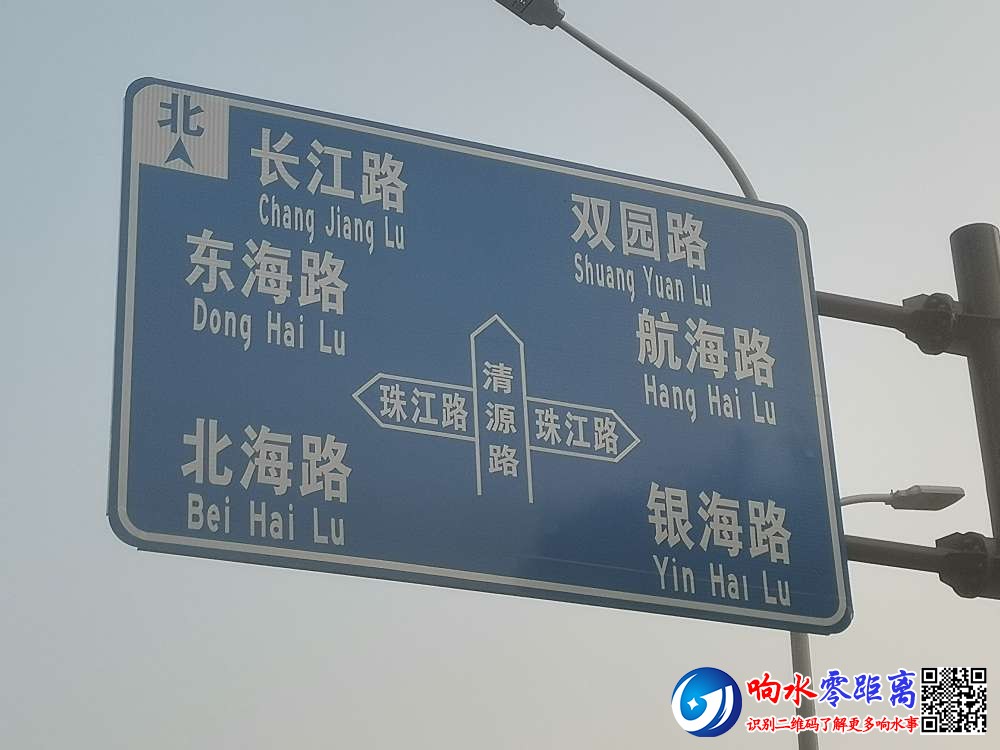 北
长江路
Chang Jiang Lu
双园路
Shuang Yuan Lu
东海路
Dong Hai Lu
航海路
Hang Hai Lu
清源路
珠江路
珠江路
北海路
Bei Hai Lu
银海路
Yin Hai Lu
响水零距离
识别二维码了解更多响水事